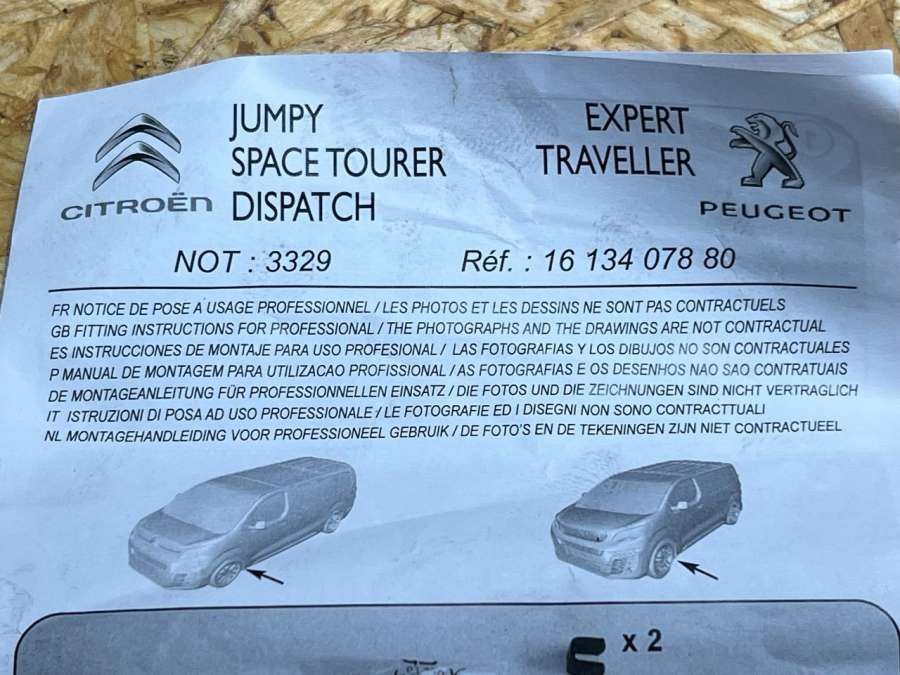 JUMPY
SPACE TOURER
DISPATCH
CITROËN
EXPERT
TRAVELLER
PEUGEOT
NOT : 3329
Réf. : 16 134 078 80
FR NOTICE DE POSE A USAGE PROFESSIONNEL / LES PHOTOS ET LES DESSINS NE SONT PAS CONTRACTUELS
GB FITTING INSTRUCTIONS FOR PROFESSIONAL / THE PHOTOGRAPHS AND THE DRAWINGS ARE NOT CONTRACTUAL
ES INSTRUCCIONES DE MONTAJE PARA USO PROFESIONAL / LAS FOTOGRAFIAS Y LOS DIBUJOS NO SON CONTRACTUALES
P MANUAL DE MONTAGEM PARA UTILIZACAO PROFISSIONAL / AS FOTOGRAFIAS E OS DESENHOS NAO SAO CONTRATUAIS
DE MONTAGEANLEITUNG FÜR PROFESSIONNELLEN EINSATZ / DIE FOTOS UND DIE ZEICHNUNGEN SIND NICHT VERTRAGLICH
IT ISTRUZIONI DI POSA AD USO PROFESSIONALE / LE FOTOGRAFIE ED I DISEGNI NON SONO CONTRACTTUALI
NL MONTAGEHANDLEIDING VOOR PROFESSIONEEL GEBRUIK / DE FOTO'S EN DE TEKENINGEN ZIJN NIET CONTRACTUEEL
x 2